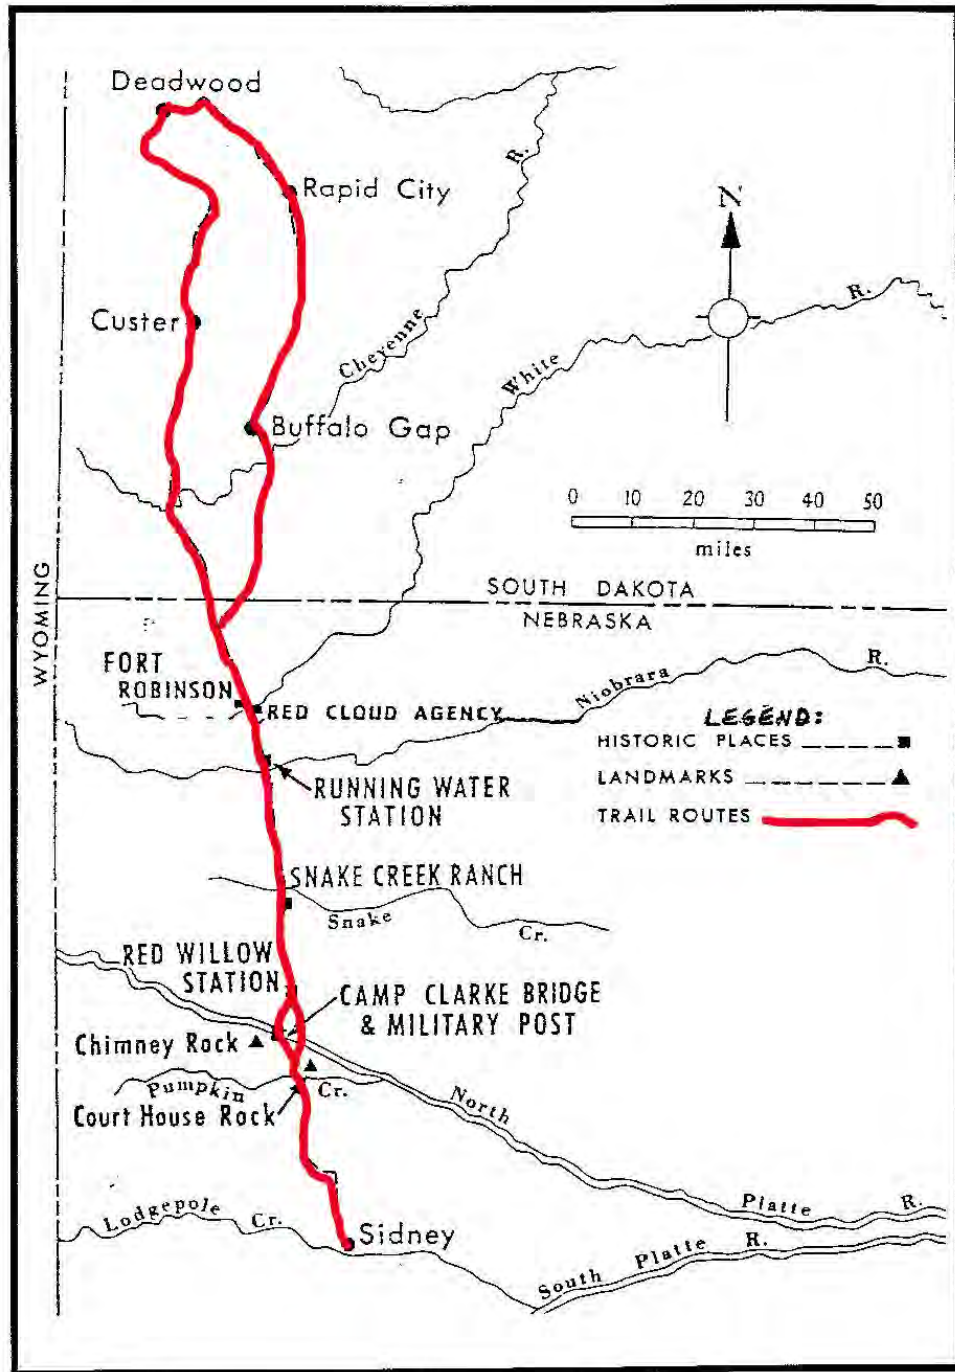 Deadwood
R.
Rapid City
N
Custer
Cheyenne
White
R.
Buffalo Gap
0 10 20 30 40 50
miles
WYOMING
SOUTH DAKOTA
NEBRASKA
FORT
ROBINSON
RED CLOUD AGENCY
Niobrara
R.
LEGEND:
HISTORIC PLACES
LANDMARKS
TRAIL ROUTES
RUNNING WATER
STATION
SNAKE CREEK RANCH
Snake
Cr.
RED WILLOW
STATION
CAMP CLARKE BRIDGE
& MILITARY POST
Chimney Rock
Pumpkin
Cr.
Court House Rock
North
Platte
R.
Lodgepole
Cr.
Sidney
South
Platte
R.